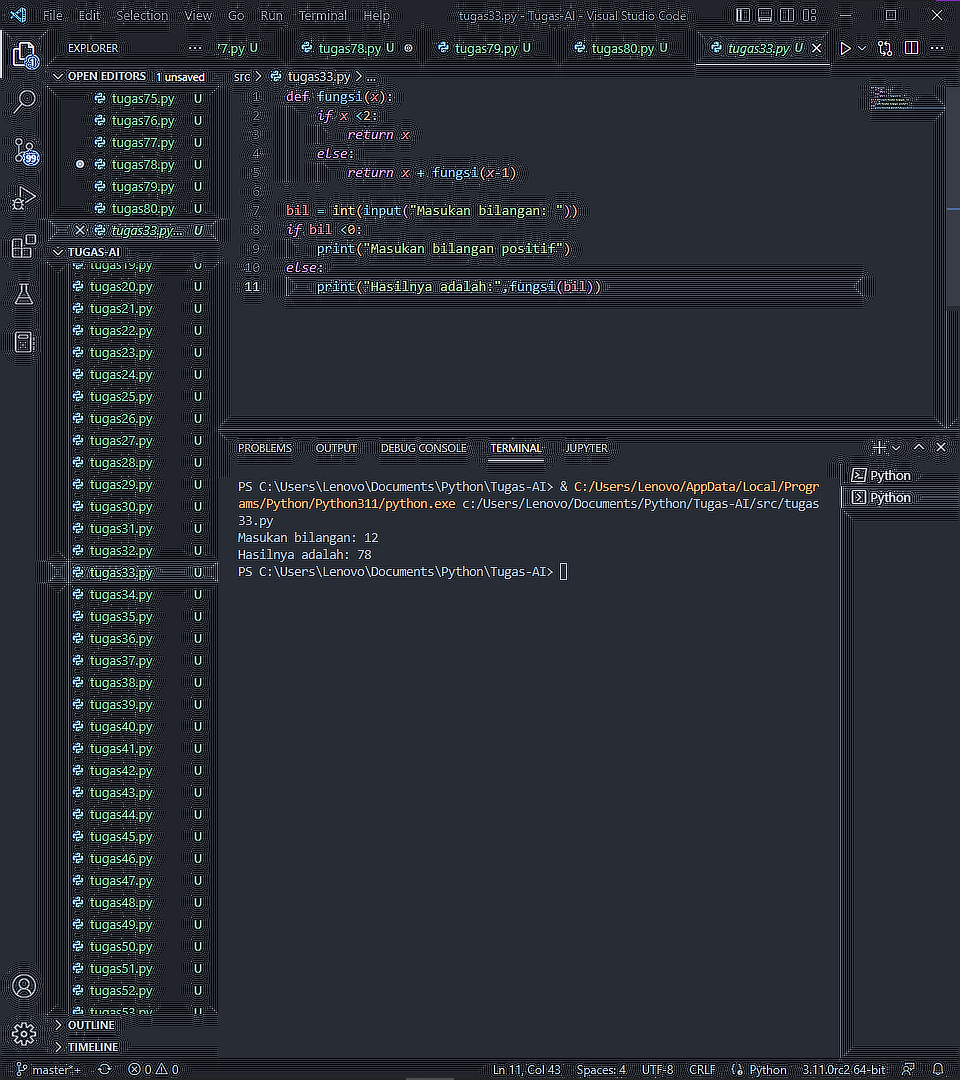 File Edit Selection View Go Run Terminal Help tugas33.py - Tugas-AI - Visual Studio Code
EXPLORER ... 77.py U tugas78.py U tugas79.py U tugas80.py U tugas33.py U
OPEN EDITORS 1 unsaved
tugas75.py U
tugas76.py U
tugas77.py U
tugas78.py U
tugas79.py U
tugas80.py U
tugas33.py... U
TUGAS-AI
tugas19.py U
tugas20.py U
tugas21.py U
tugas22.py U
tugas23.py U
tugas24.py U
tugas25.py U
tugas26.py U
tugas27.py U
tugas28.py U
tugas29.py U
tugas30.py U
tugas31.py U
tugas32.py U
tugas33.py U
tugas34.py U
tugas35.py U
tugas36.py U
tugas37.py U
tugas38.py U
tugas39.py U
tugas40.py U
tugas41.py U
tugas42.py U
tugas43.py U
tugas44.py U
tugas45.py U
tugas46.py U
tugas47.py U
tugas48.py U
tugas49.py U
tugas50.py U
tugas51.py U
tugas52.py U
tugas53.py U
OUTLINE
TIMELINE
1
99
src > tugas33.py > ...
1 def fungsi(x):
2     if x <2:
3         return x
4     else:
5         return x + fungsi(x-1)
6
7 bil = int(input("Masukan bilangan: "))
8 if bil <0:
9     print("Masukan bilangan positif")
10 else:
11     print("Hasilnya adalah:",fungsi(bil))
PROBLEMS OUTPUT DEBUG CONSOLE TERMINAL JUPYTER
PS C:\Users\Lenovo\Documents\Python\Tugas-AI> & C:/Users/Lenovo/AppData/Local/Progr
ams/Python/Python311/python.exe c:/Users/Lenovo/Documents/Python/Tugas-AI/src/tugas
33.py
Masukan bilangan: 12
Hasilnya adalah: 78
PS C:\Users\Lenovo\Documents\Python\Tugas-AI>
Python
Python
master*+ 0 0 Ln 11, Col 43 Spaces: 4 UTF-8 CRLF Python 3.11.0rc2 64-bit